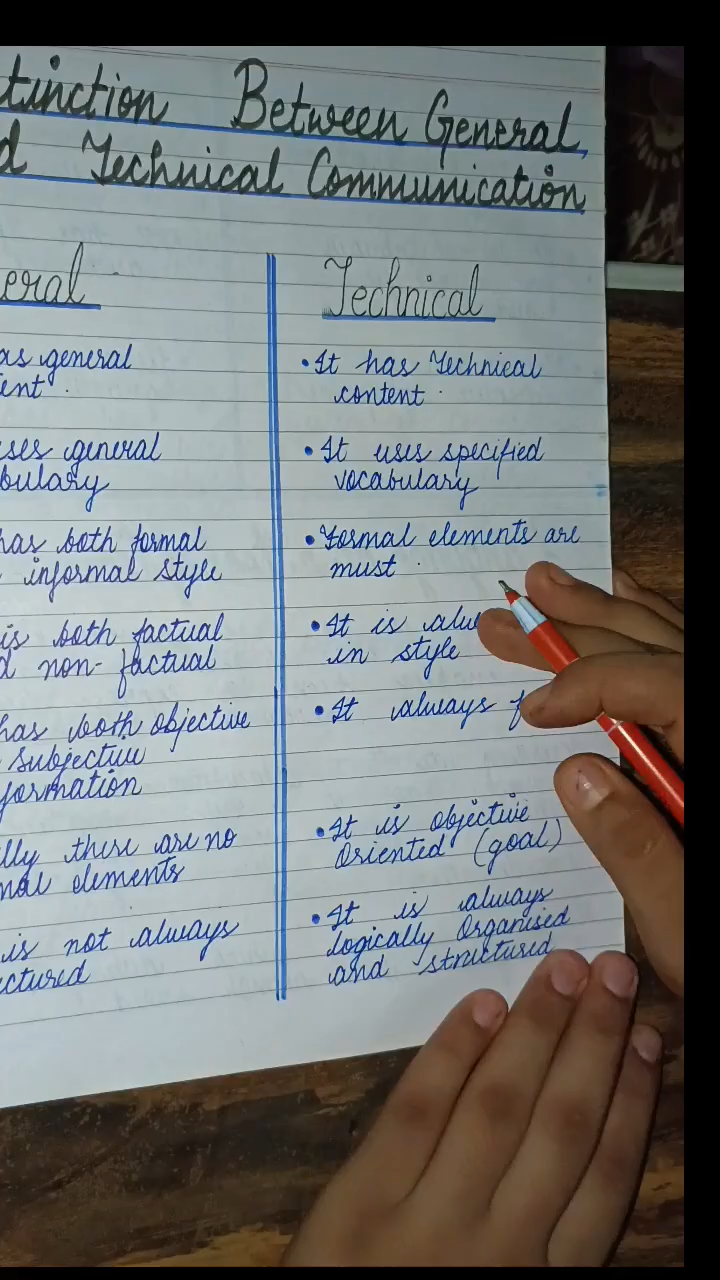 tinction Between General,
d Technical Communication
eral
as general
ent.
ses general
bulary
has both formal
informal style
is both factual
d non-factual
has both objective
subjective
formation
lly there are no
mal elements
is not always
ctured
Technical
• It has Technical
content.
• It uses specified
vocabulary
• Formal elements are
must.
• It is
in style
• It always
• It is objective
Oriented (goal)
• It is always
logically Organised
and structured